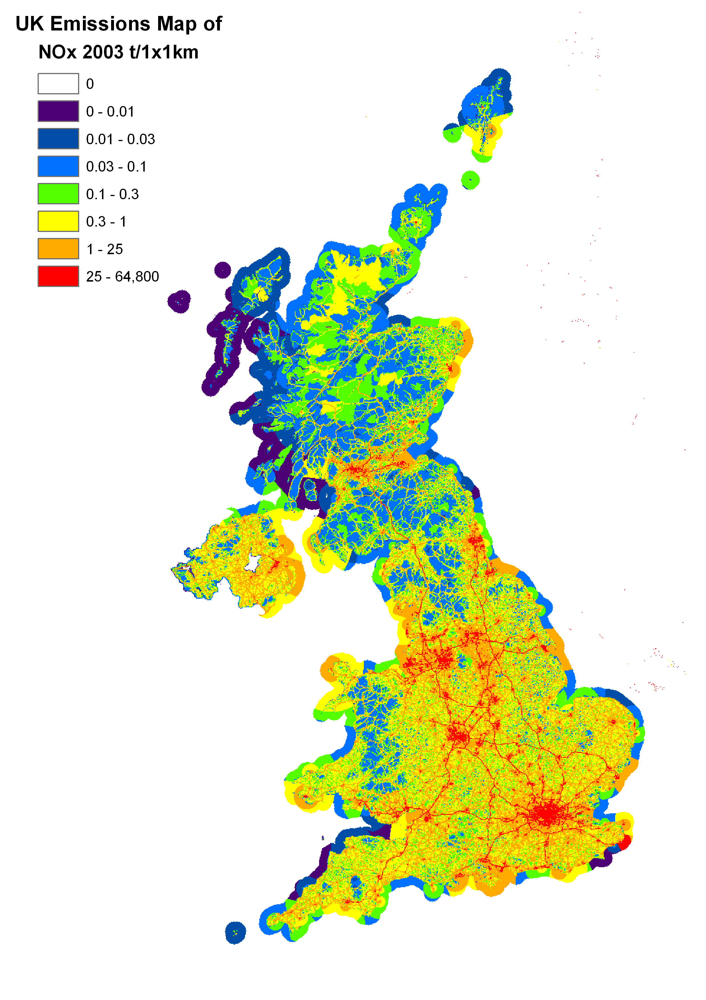 UK Emissions Map of
NOx 2003 t/1x1km
0
0 - 0.01
0.01 - 0.03
0.03 - 0.1
0.1 - 0.3
0.3 - 1
1 - 25
25 - 64,800